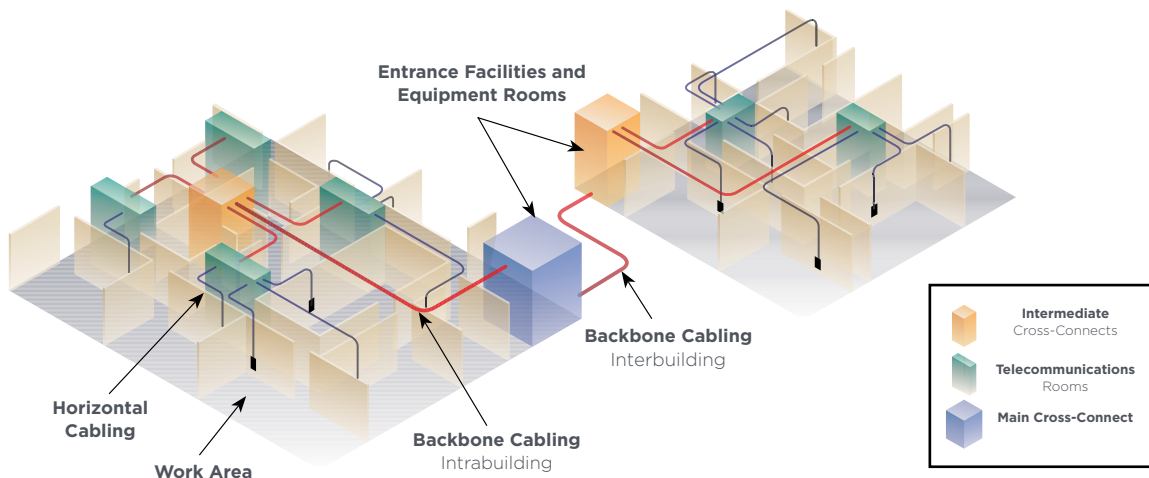 Entrance Facilities and
Equipment Rooms
Backbone Cabling
Interbuilding
Horizontal
Cabling
Backbone Cabling
Intrabuilding
Work Area
Intermediate
Cross-Connects
Telecommunications
Rooms
Main Cross-Connect